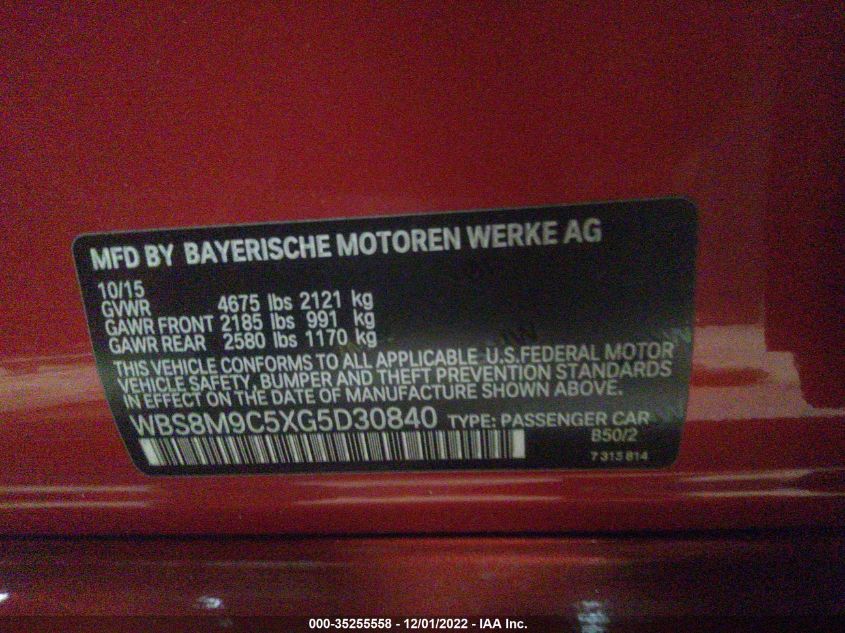 MFD BY BAYERISCHE MOTOREN WERKE AG
10/15
GVWR 4675 lbs 2121 kg
GAWR FRONT 2185 lbs 991 kg
GAWR REAR 2580 lbs 1170 kg
THIS VEHICLE CONFORMS TO ALL APPLICABLE U.S.FEDERAL MOTOR
VEHICLE SAFETY, BUMPER AND THEFT PREVENTION STANDARDS
IN EFFECT ON THE DATE OF MANUFACTURE SHOWN ABOVE.
WBS8M9C5XG5D30840 TYPE: PASSENGER CAR
B50/2
7 313 814
000-35255558 - 12/01/2022 - IAA Inc.